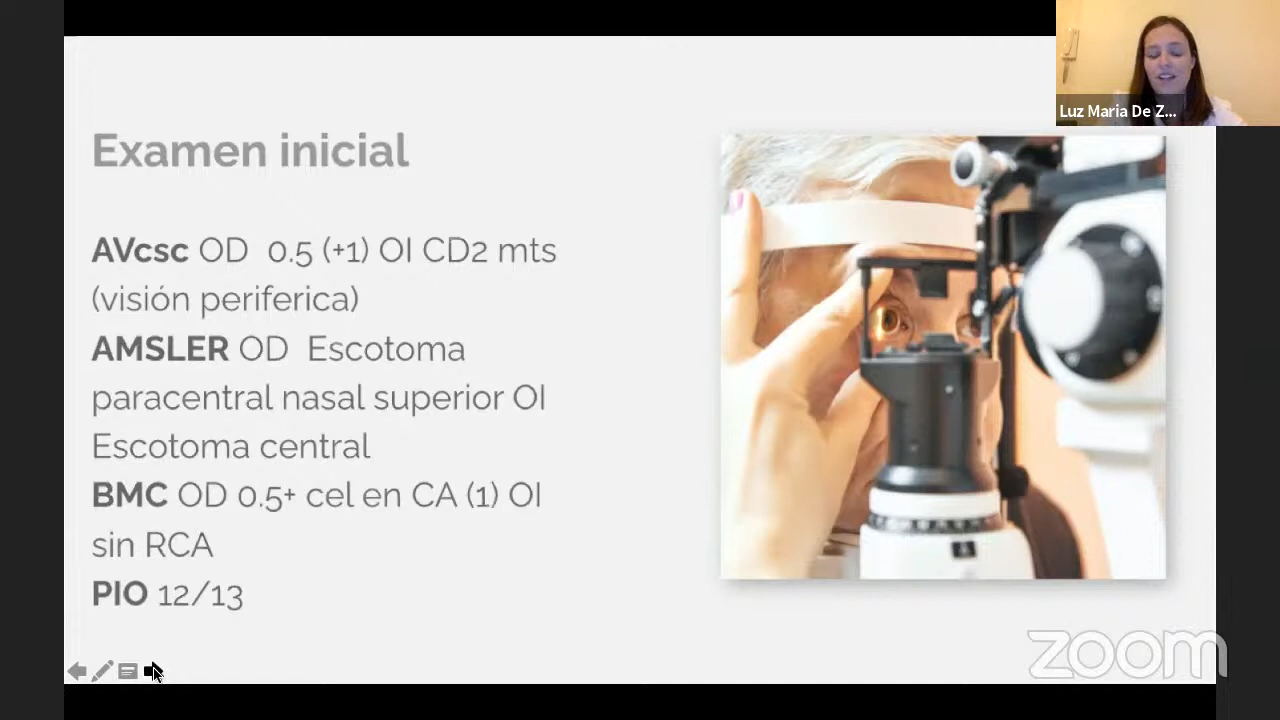 Luz Maria De Z...
Examen inicial
AVcsc OD 0.5 (+1) OI CD2 mts
(visión periferica)
AMSLER OD Escotoma
paracentral nasal superior OI
Escotoma central
BMC OD 0.5+ cel en CA (1) OI
sin RCA
PIO 12/13
zoom